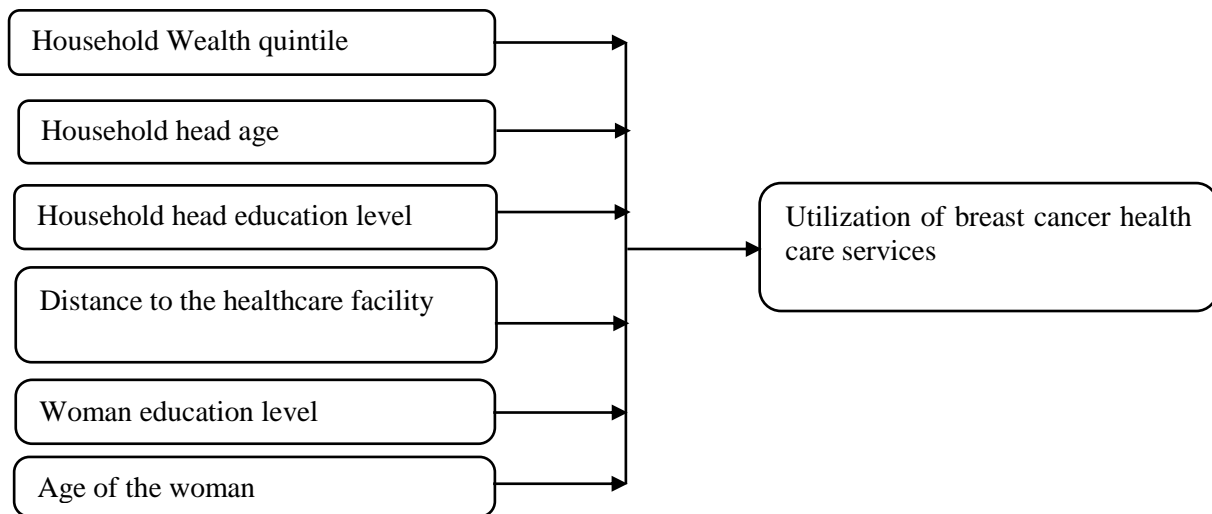 Household Wealth quintile
Household head age
Household head education level
Distance to the healthcare facility
Woman education level
Age of the woman
Utilization of breast cancer health
care services